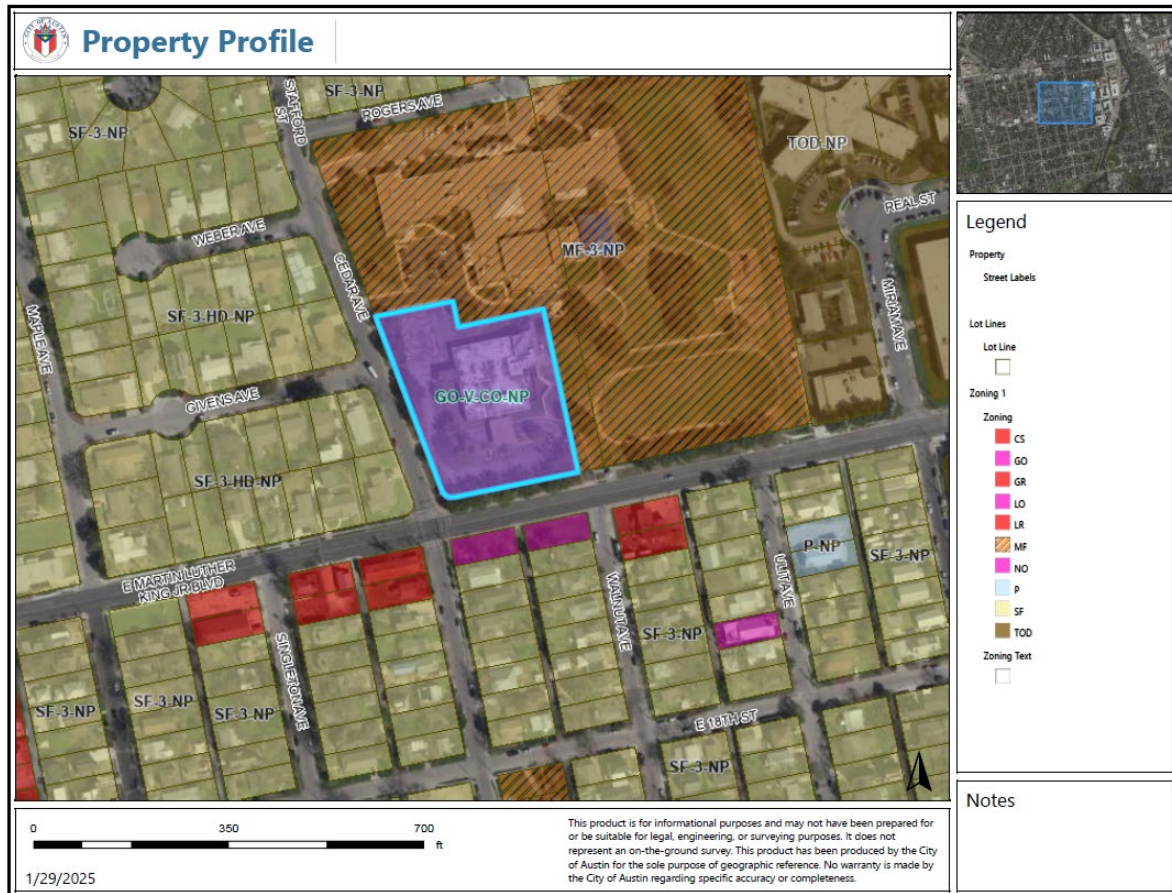 CITY OF AUSTIN
Property Profile
SF-3-NP
STAFFORD ST
ROGERS AVE
SF-3-NP
TOD-NP
REAL ST
WEBER AVE
MF-3-NP
CEDAR AVE
MAPLE AVE
SF-3-HD-NP
MIRIAM AVE
GIVENS AVE
GO-V-CO-NP
SF-3-HD-NP
E MARTIN LUTHER
KING JR BLVD
P-NP
SF-3-NP
ULIT AVE
WALNUT AVE
SF-3-NP
SINGLETON AVE
SF-3-NP
SF-3-NP
SF-3-NP
E 18TH ST
SF-3-NP
Legend
Property
Street Labels
Lot Lines
Lot Line
Zoning 1
Zoning
CS
GO
GR
LO
LR
MF
NO
P
SF
TOD
Zoning Text
Notes
0 350 700
ft
1/29/2025
This product is for informational purposes and may not have been prepared for
or be suitable for legal, engineering, or surveying purposes. It does not
represent an on-the-ground survey. This product has been produced by the City
of Austin for the sole purpose of geographic reference. No warranty is made by
the City of Austin regarding specific accuracy or completeness.